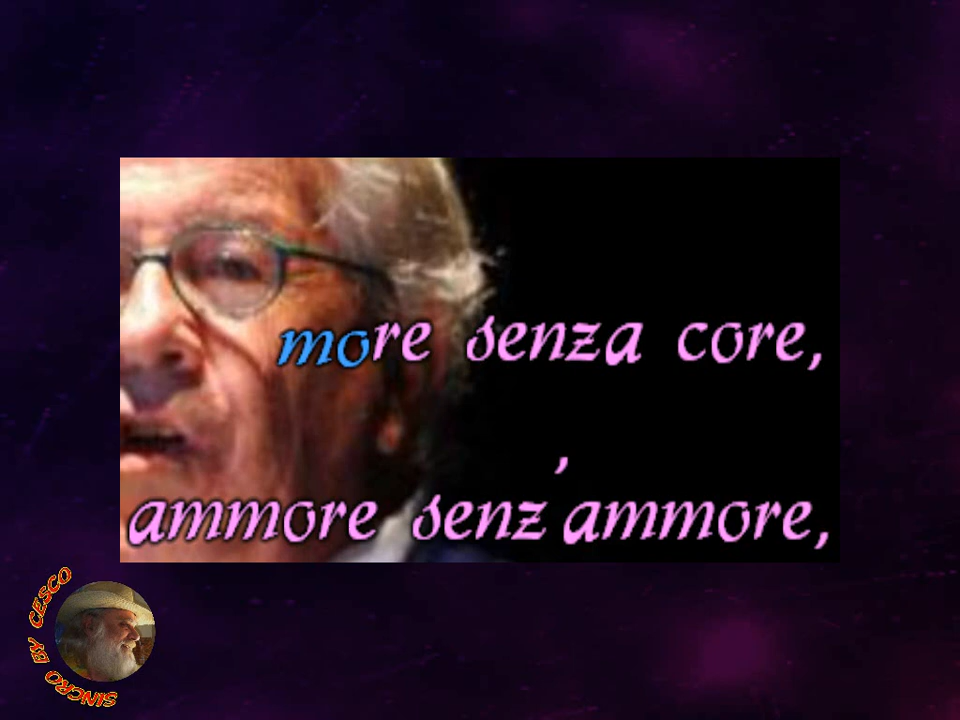 more senza core,
,
ammore senz ammore,
SINCRO BY CESCO